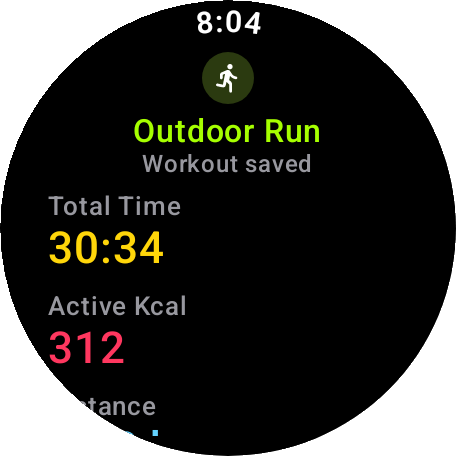 8:04
Outdoor Run
Workout saved
Total Time
30:34
Active Kcal
312